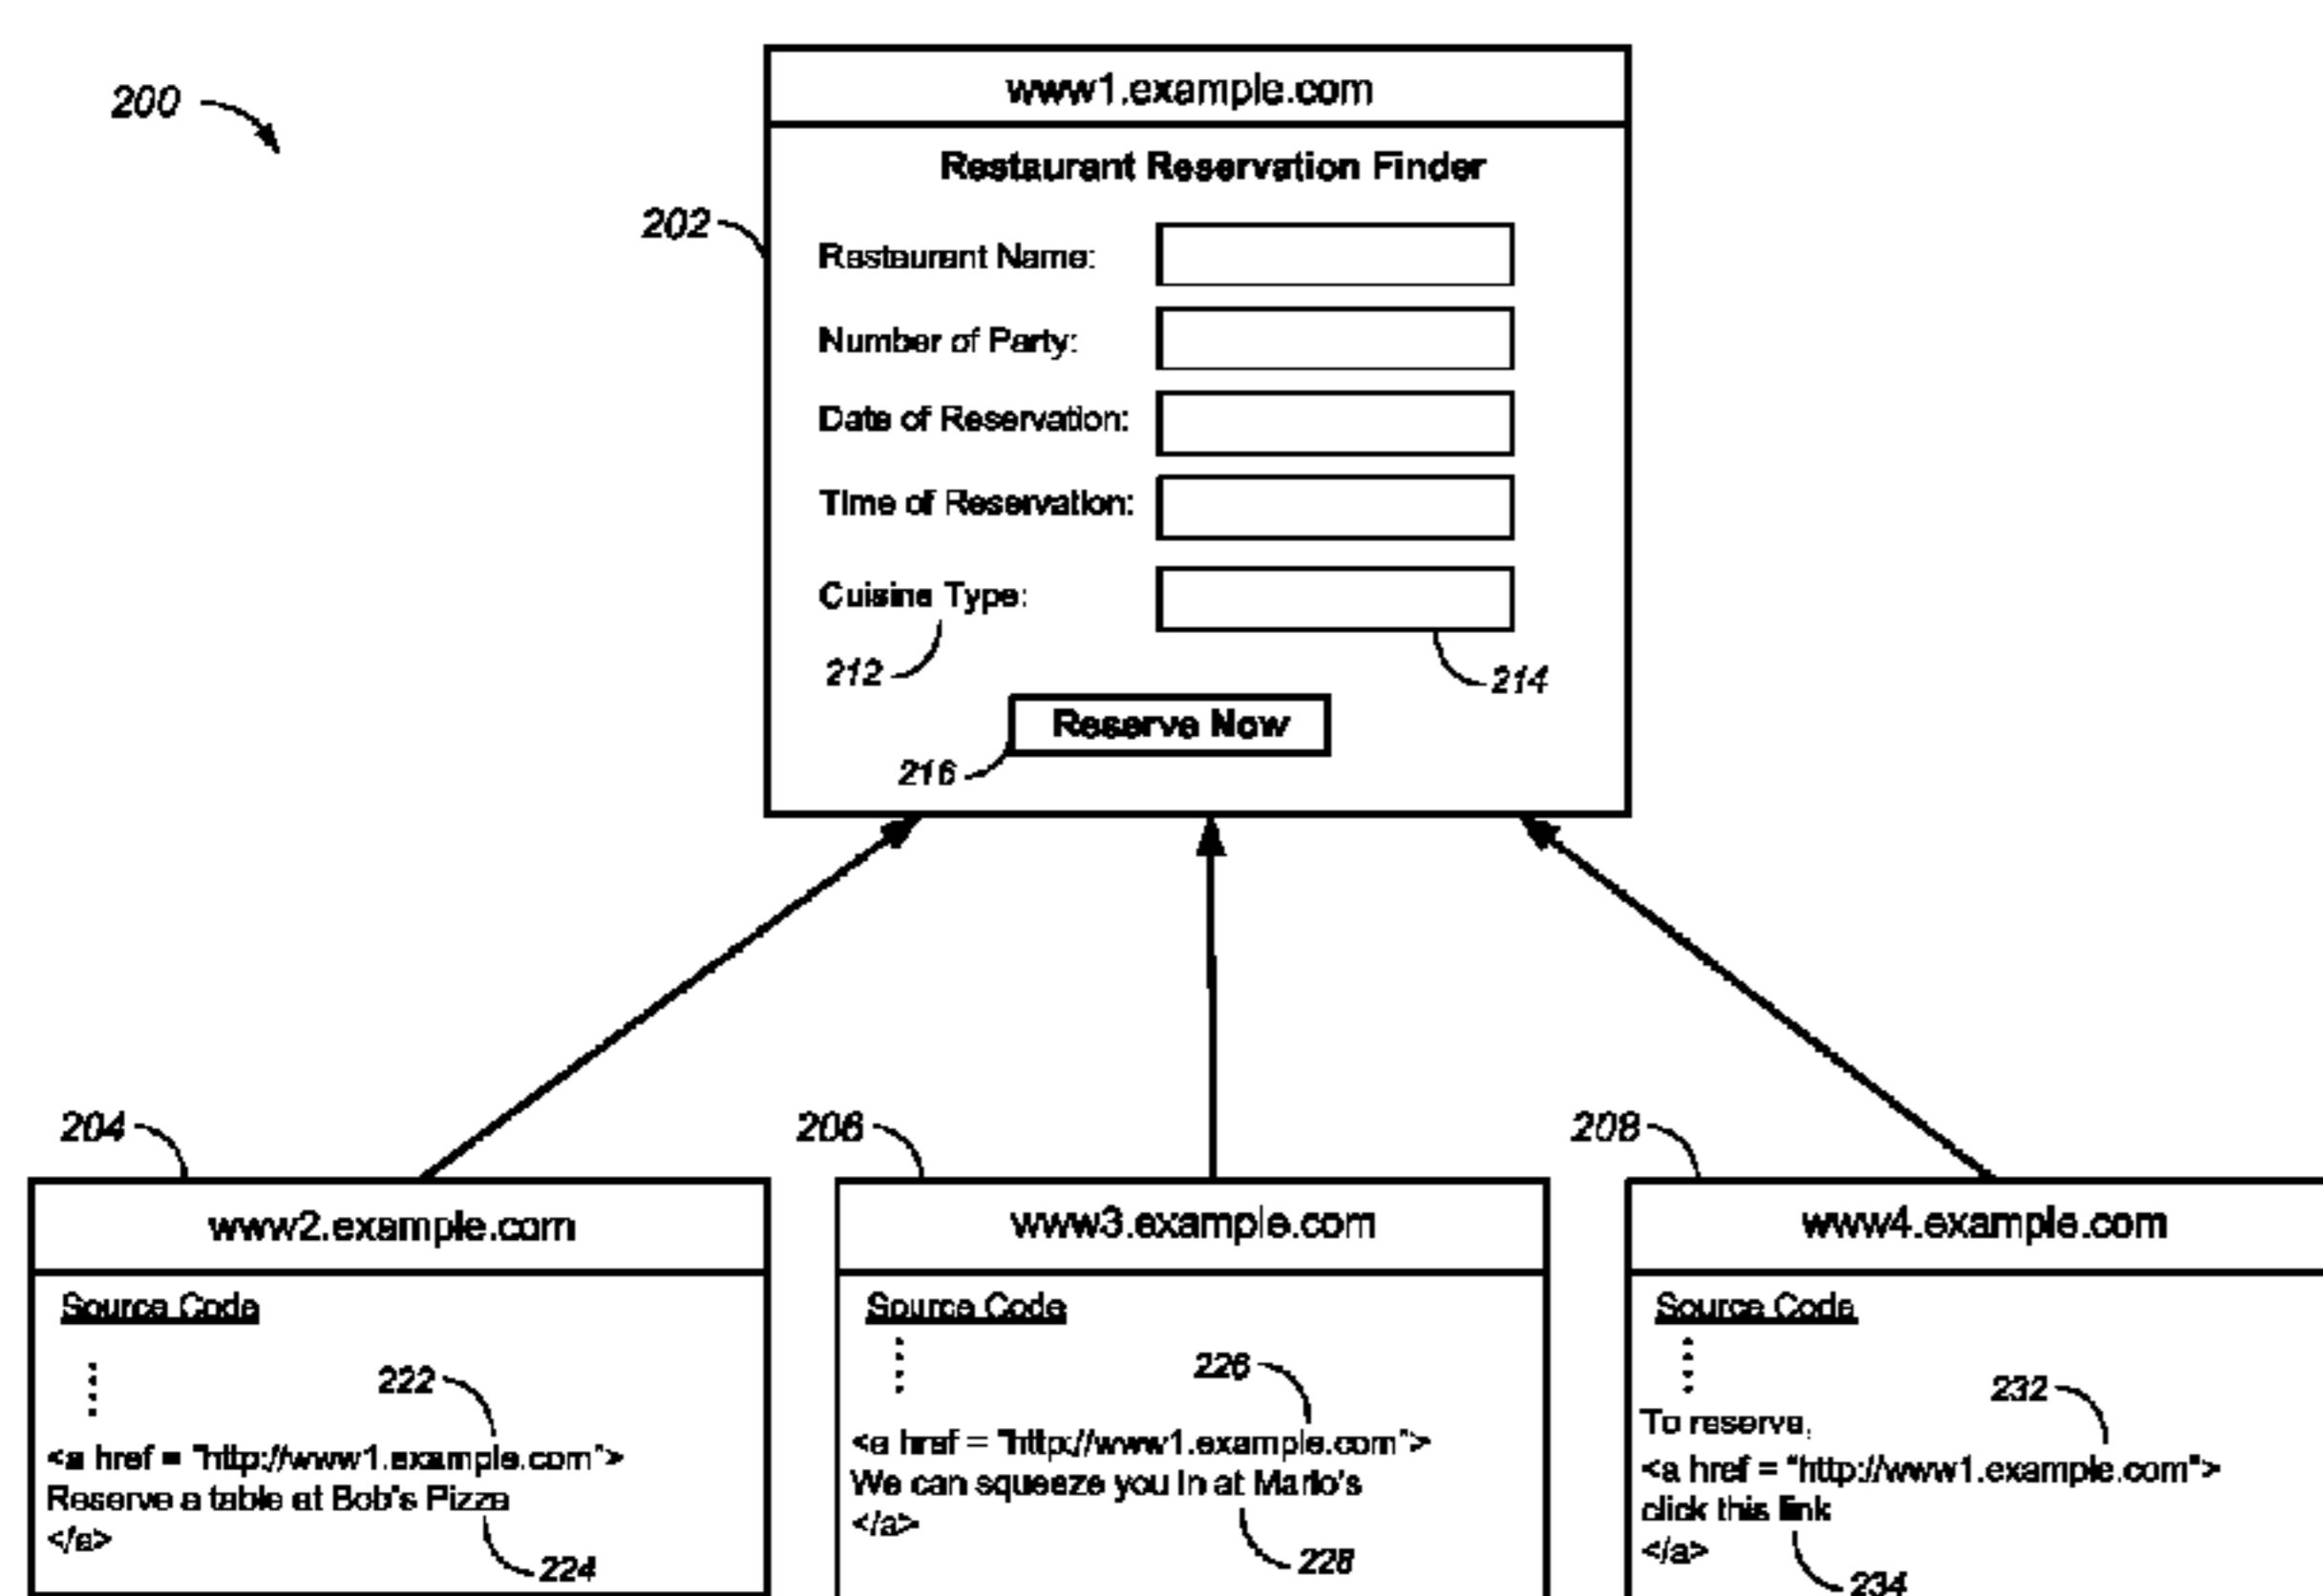 200
www1.example.com
Restaurant Reservation Finder
202
Restaurant Name:
Number of Party:
Date of Reservation:
Time of Reservation:
Cuisine Type:
212
214
Reserve Now
216
204
206
208
www2.example.com
Source Code
222
<a href = "http://www1.example.com">
Reserve a table at Bob's Pizza
</a>
224
www3.example.com
Source Code
226
<a href = "http://www1.example.com">
We can squeeze you in at Mario's
</a>
228
www4.example.com
Source Code
232
To reserve,
<a href = "http://www1.example.com">
click this link
</a>
234